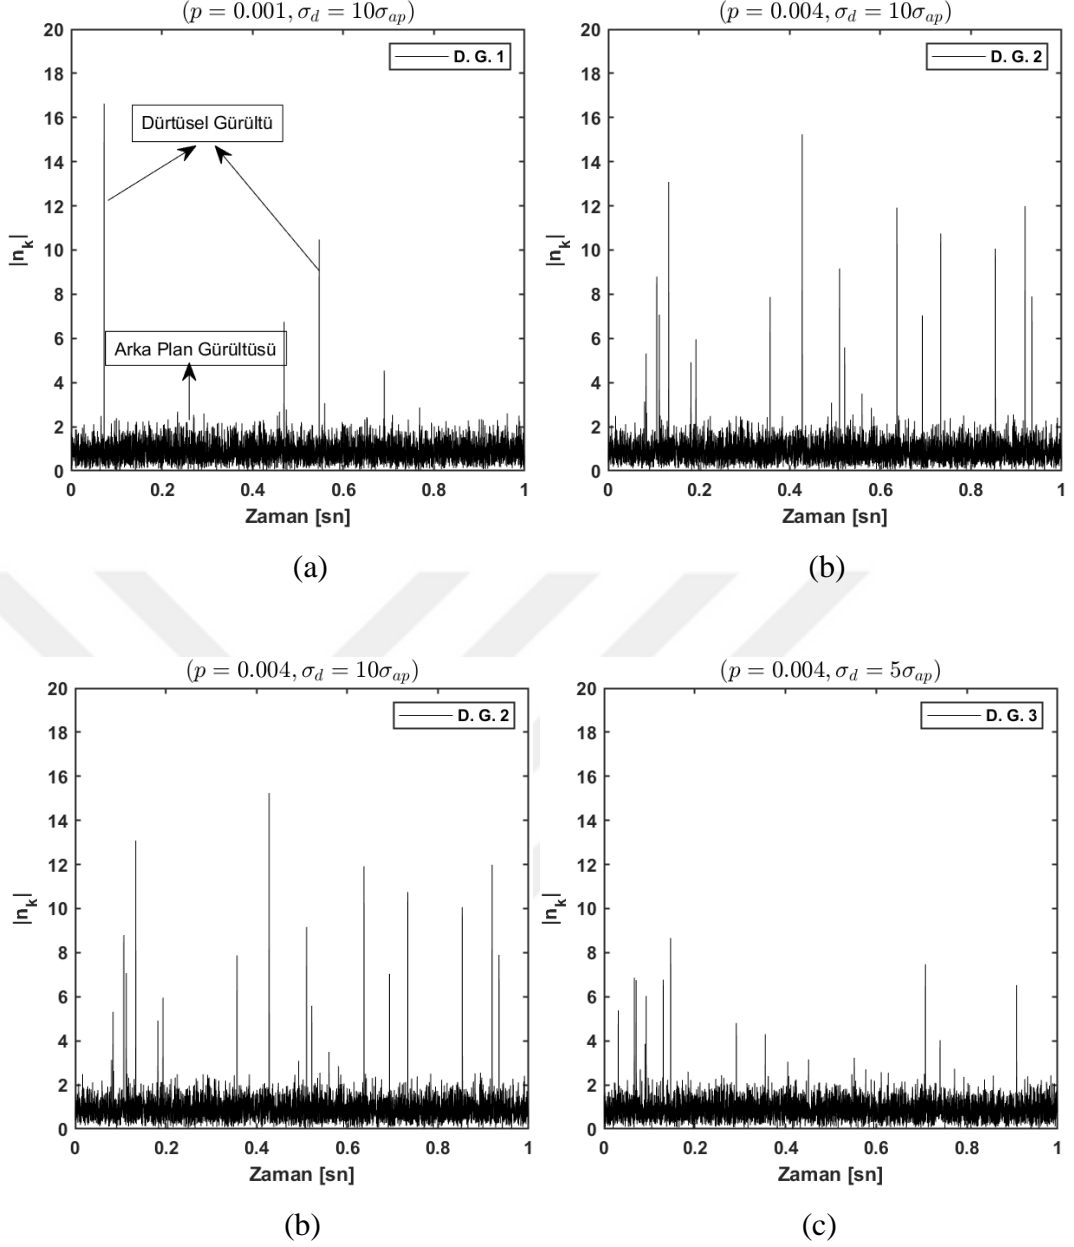 (p = 0.001, σ_d = 10σ_ap)
D. G. 1
Dürtüsel Gürültü
Arka Plan Gürültüsü
|n_k|
20
18
16
14
12
10
8
6
4
2
0
0 0.2 0.4 0.6 0.8 1
Zaman [sn]
(a)
(p = 0.004, σ_d = 10σ_ap)
D. G. 2
|n_k|
20
18
16
14
12
10
8
6
4
2
0
0 0.2 0.4 0.6 0.8 1
Zaman [sn]
(b)
(p = 0.004, σ_d = 10σ_ap)
D. G. 2
|n_k|
20
18
16
14
12
10
8
6
4
2
0
0 0.2 0.4 0.6 0.8 1
Zaman [sn]
(b)
(p = 0.004, σ_d = 5σ_ap)
D. G. 3
|n_k|
20
18
16
14
12
10
8
6
4
2
0
0 0.2 0.4 0.6 0.8 1
Zaman [sn]
(c)